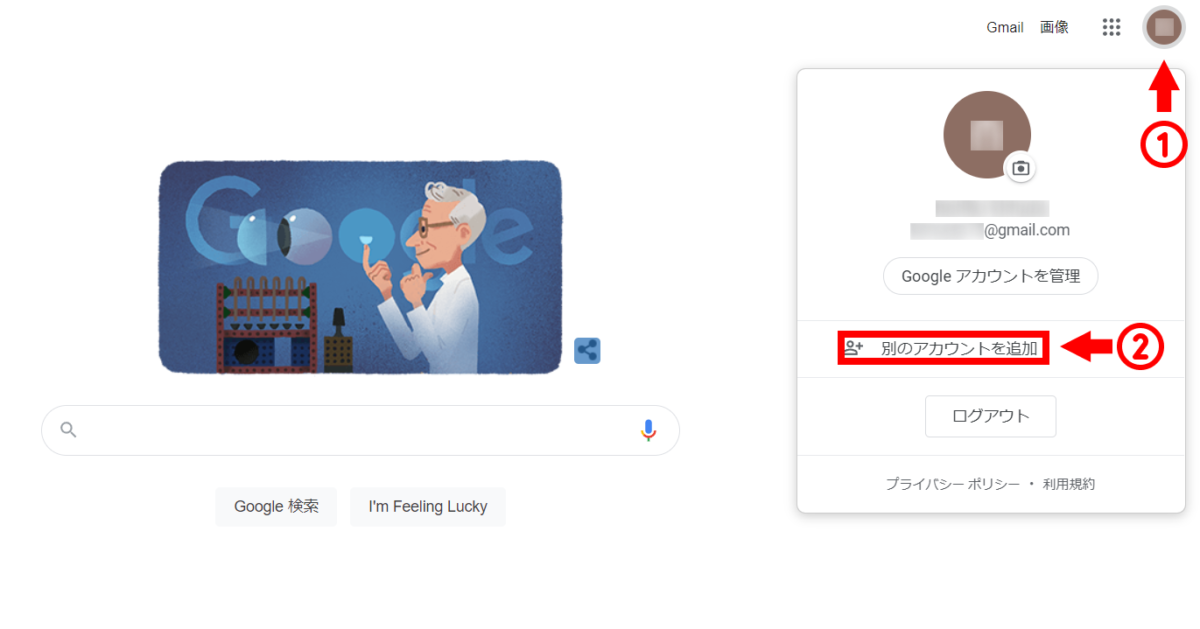 Gmail 画像
①
Google
@gmail.com
Google アカウントを管理
別のアカウントを追加
②
ログアウト
Google 検索 I'm Feeling Lucky
プライバシー ポリシー ・ 利用規約